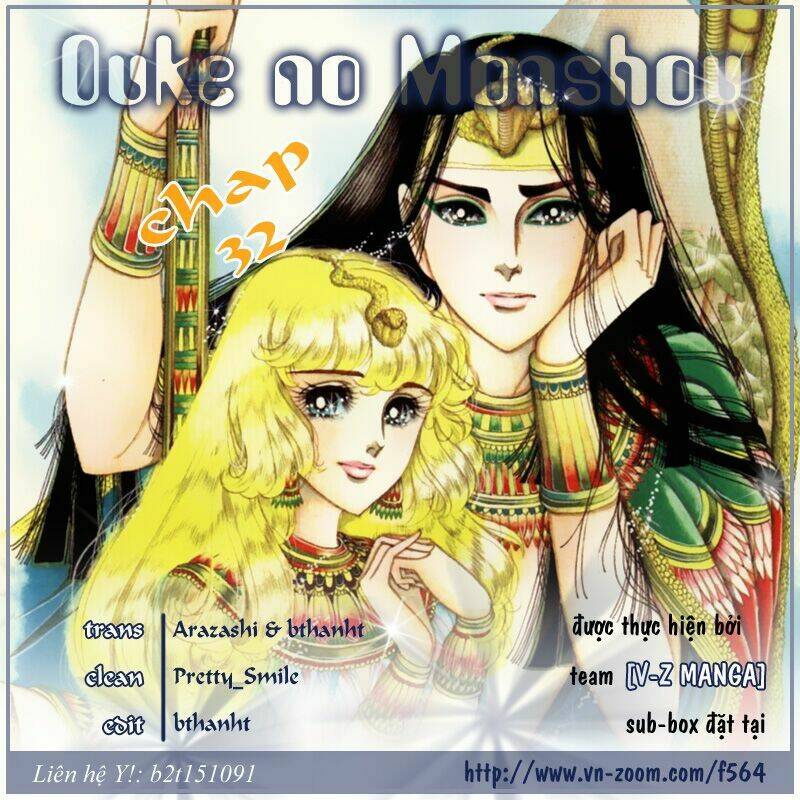 Ouke no Monshou
chap
32
trans Arazashi & bthanht
clean Pretty_Smile
edit bthanht
được thực hiện bởi
team [V-Z MANGA]
sub-box đặt tại
Liên hệ Y!: b2t151091
http://www.vn-zoom.com/f564